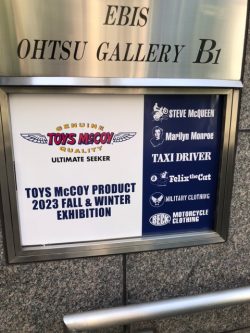 EBIS
OHTSU GALLERY B1
GENUINE
TOYS McCOY
QUALITY
ULTIMATE SEEKER
TOYS McCOY PRODUCT
2023 FALL & WINTER
EXHIBITION
STEVE McQUEEN
Marilyn Monroe
TAXI DRIVER
Felix the Cat
MILITARY CLOTHING
BECK
MOTORCYCLE
CLOTHING